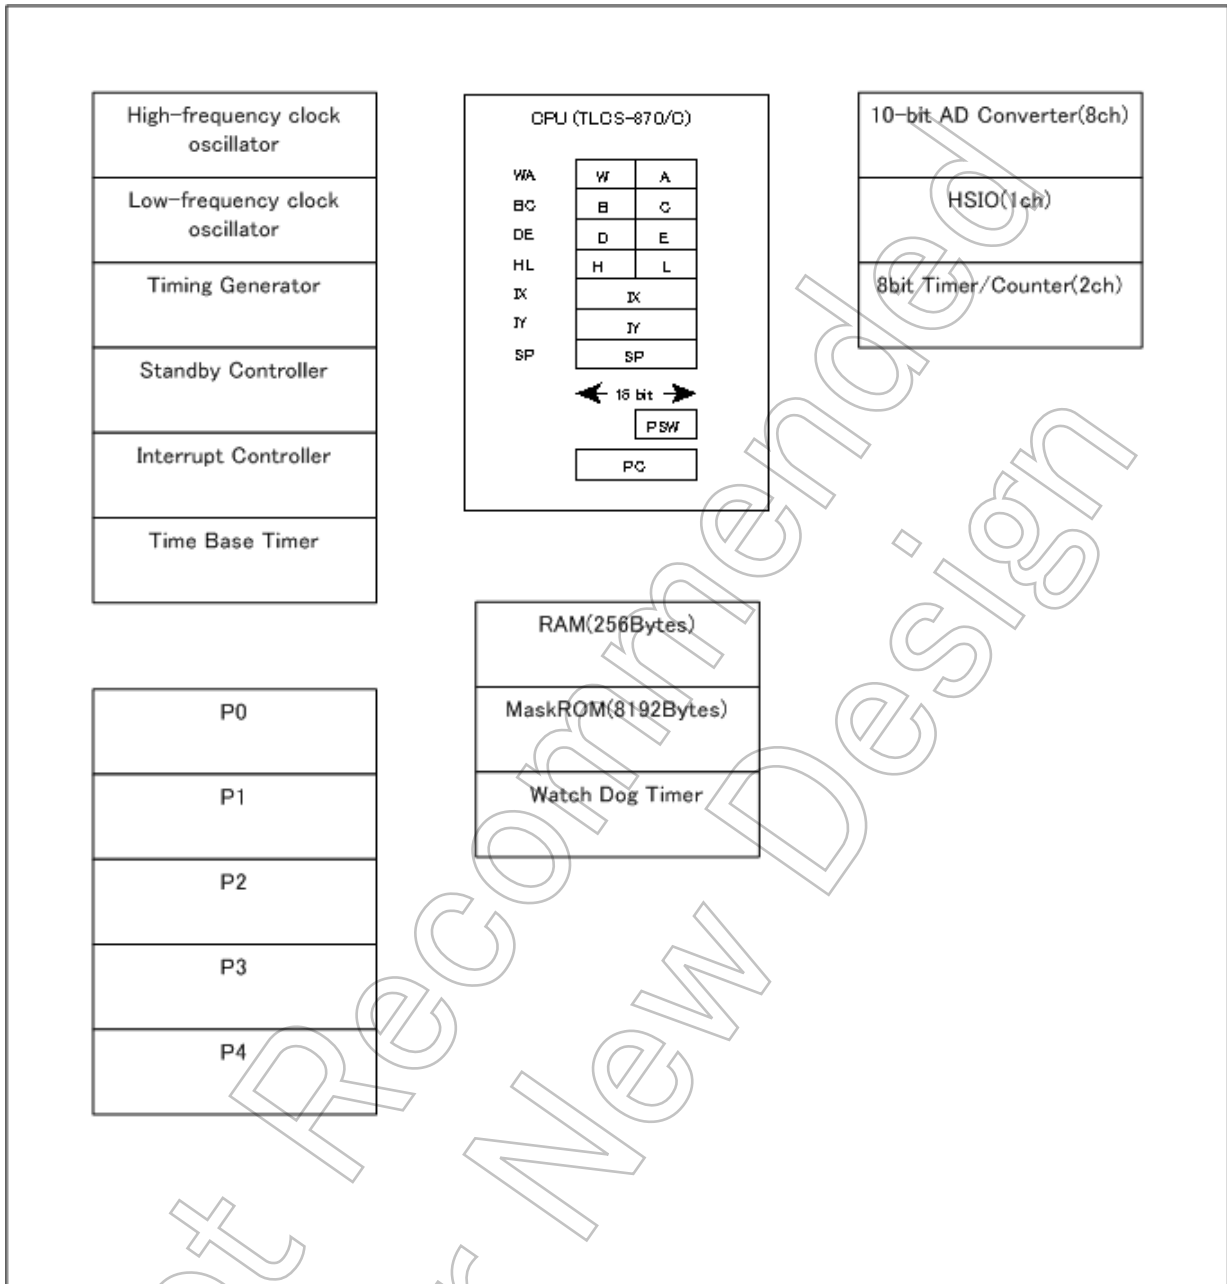 High-frequency clock
oscillator
Low-frequency clock
oscillator
Timing Generator
Standby Controller
Interrupt Controller
Time Base Timer
CPU (TLCS-870/C)
WA W A
BC B C
DE D E
HL H L
IX IX
IY IY
SP SP
16 bit
PSW
PC
10-bit AD Converter(8ch)
HSIO(1ch)
8bit Timer/Counter(2ch)
RAM(256Bytes)
MaskROM(8192Bytes)
Watch Dog Timer
P0
P1
P2
P3
P4
Recommended
New Design